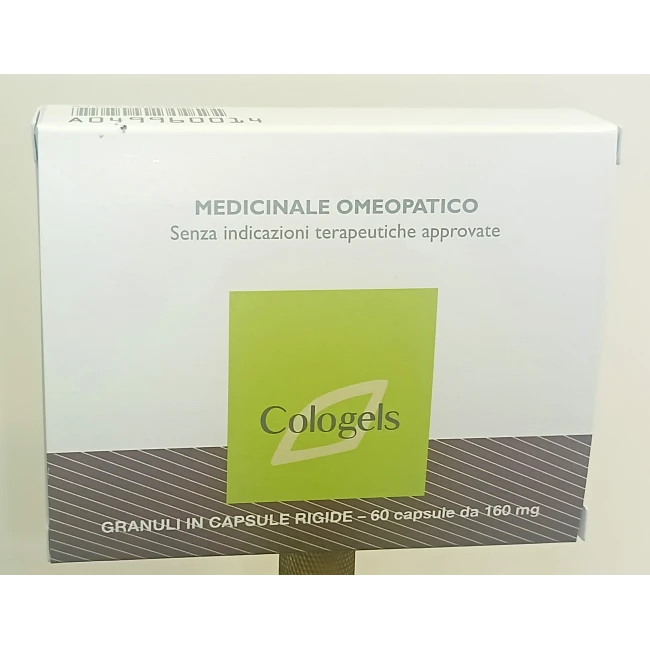 A049960014
MEDICINALE OMEOPATICO
Senza indicazioni terapeutiche approvate
Cologels
GRANULI IN CAPSULE RIGIDE – 60 capsule da 160 mg